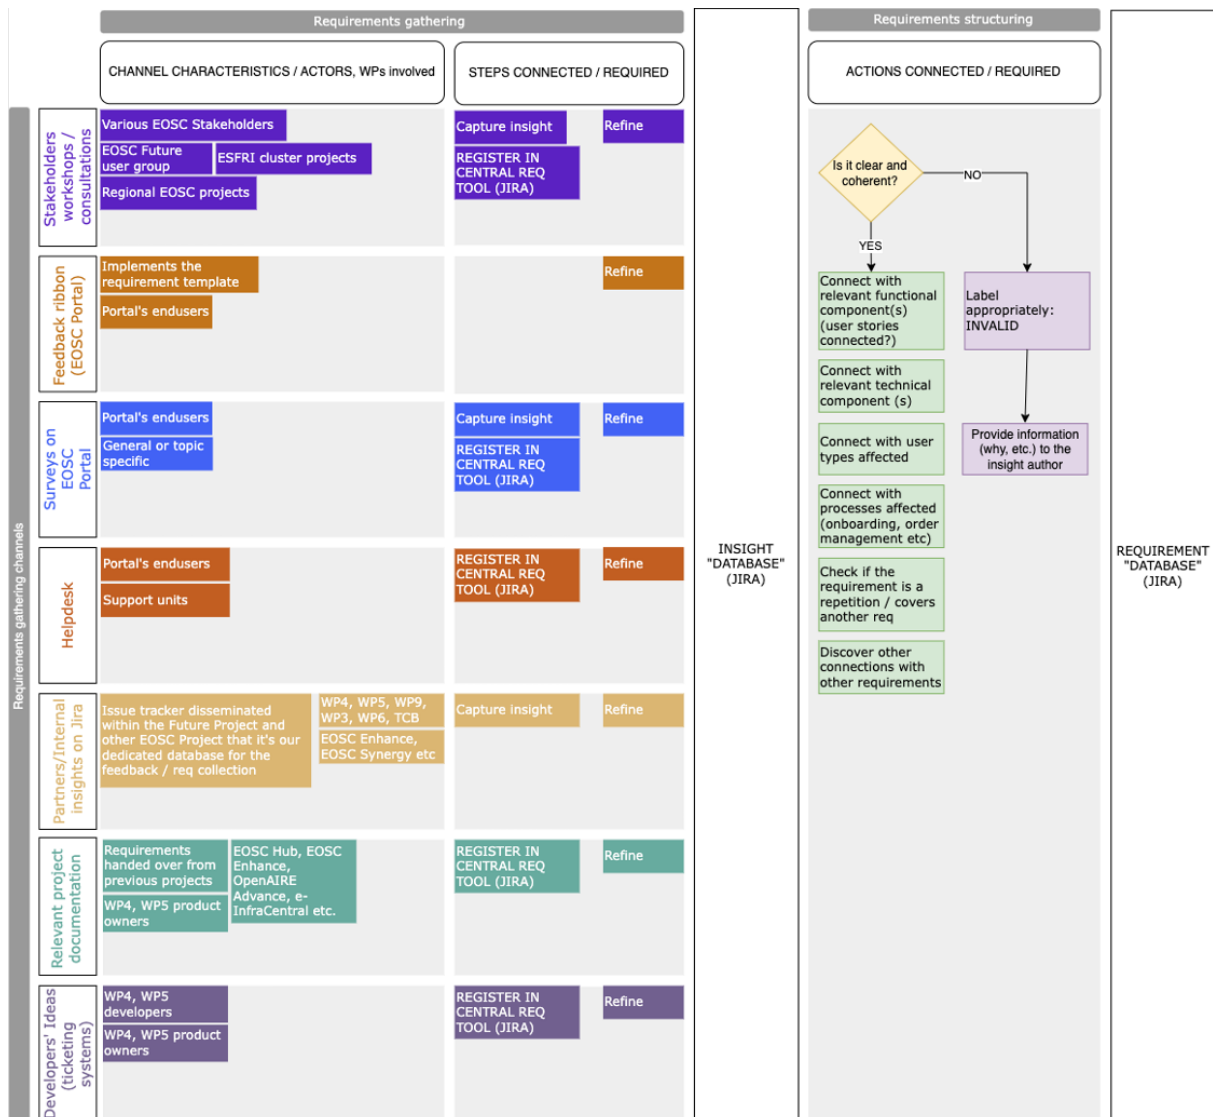 Requirements gathering
Requirements structuring
CHANNEL CHARACTERISTICS / ACTORS, WPs involved
STEPS CONNECTED / REQUIRED
ACTIONS CONNECTED / REQUIRED
Requirements gathering channels
Stakeholders
workshops /
consultations
Various EOSC Stakeholders
EOSC Future
user group
ESFRI cluster projects
Regional EOSC projects
Capture insight
REGISTER IN
CENTRAL REQ
TOOL (JIRA)
Refine
Feedback ribbon
(EOSC Portal)
Implements the
requirement template
Portal's endusers
Refine
Surveys on
EOSC
Portal
Portal's endusers
General or topic
specific
Capture insight
REGISTER IN
CENTRAL REQ
TOOL (JIRA)
Refine
Helpdesk
Portal's endusers
Support units
REGISTER IN
CENTRAL REQ
TOOL (JIRA)
Refine
Partners/Internal
insights on Jira
Issue tracker disseminated
within the Future Project and
other EOSC Project that it's our
dedicated database for the
feedback / req collection
WP4, WP5, WP9,
WP3, WP6, TCB
EOSC Enhance,
EOSC Synergy etc
Capture insight
Refine
Relevant project
documentation
Requirements
handed over from
previous projects
WP4, WP5 product
owners
EOSC Hub, EOSC
Enhance,
OpenAIRE
Advance, e-
InfraCentral etc.
REGISTER IN
CENTRAL REQ
TOOL (JIRA)
Refine
Developers' Ideas
(ticketing
systems)
WP4, WP5
developers
WP4, WP5 product
owners
REGISTER IN
CENTRAL REQ
TOOL (JIRA)
Refine
INSIGHT
"DATABASE"
(JIRA)
Is it clear and
coherent?
NO
YES
Connect with
relevant functional
component(s)
(user stories
connected?)
Label
appropriately:
INVALID
Connect with
relevant technical
component (s)
Connect with user
types affected
Provide information
(why, etc.) to the
insight author
Connect with
processes affected
(onboarding, order
management etc)
Check if the
requirement is a
repetition / covers
another req
Discover other
connections with
other requirements
REQUIREMENT
"DATABASE"
(JIRA)